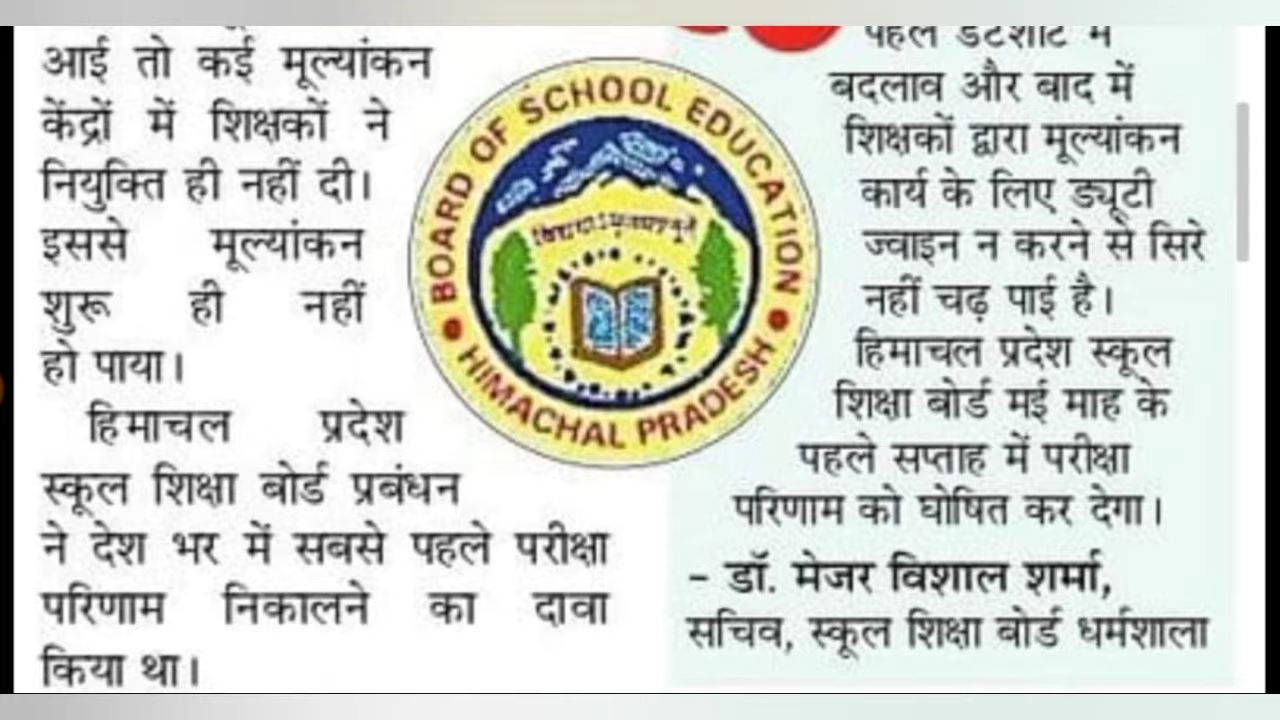 आई तो कई मूल्यांकन
केंद्रों में शिक्षकों ने
नियुक्ति ही नहीं दी।
इससे मूल्यांकन
शुरू ही नहीं
हो पाया।
हिमाचल प्रदेश
स्कूल शिक्षा बोर्ड प्रबंधन
ने देश भर में सबसे पहले परीक्षा
परिणाम निकालने का दावा
किया था।
BOARD OF SCHOOL EDUCATION
HIMACHAL PRADESH
पहले डेटशीट में
बदलाव और बाद में
शिक्षकों द्वारा मूल्यांकन
कार्य के लिए ड्यूटी
ज्वाइन न करने से सिरे
नहीं चढ़ पाई है।
हिमाचल प्रदेश स्कूल
शिक्षा बोर्ड मई माह के
पहले सप्ताह में परीक्षा
परिणाम को घोषित कर देगा।
- डॉ. मेजर विशाल शर्मा,
सचिव, स्कूल शिक्षा बोर्ड धर्मशाला